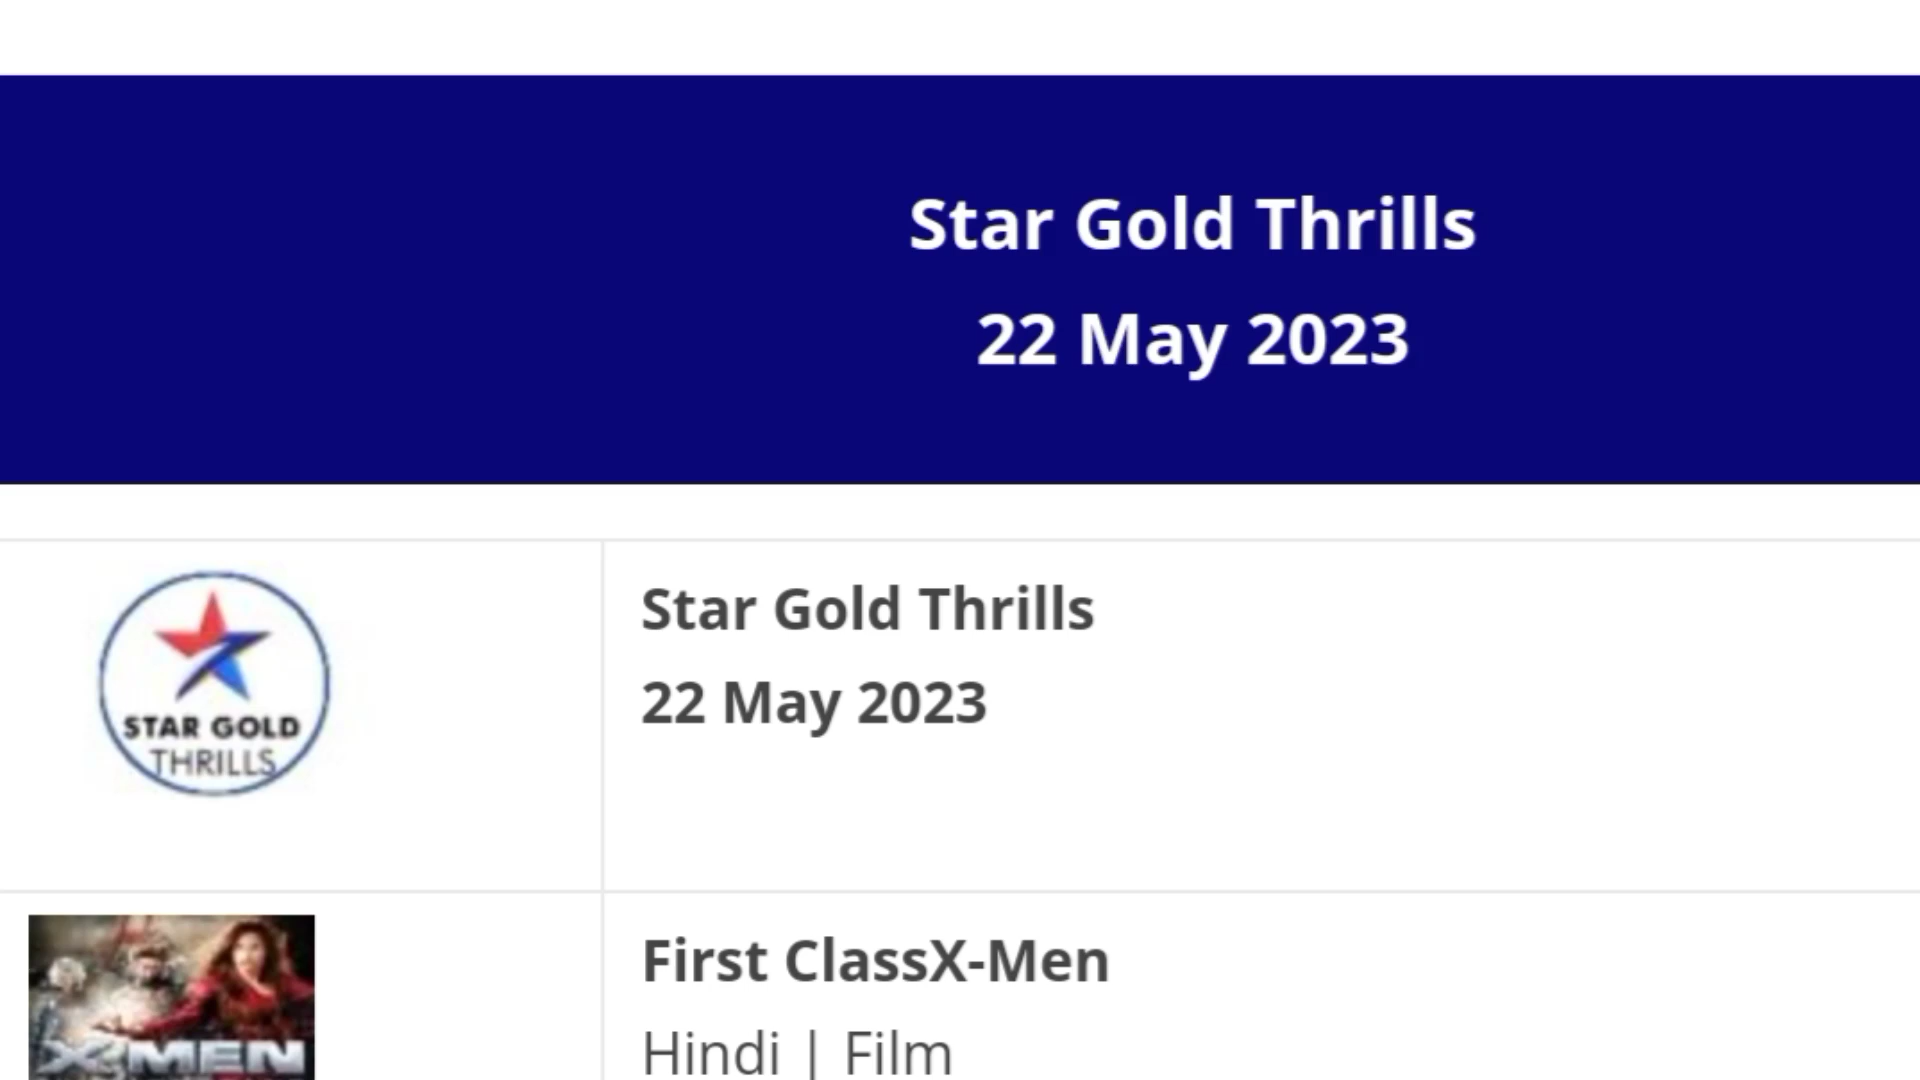 Star Gold Thrills
22 May 2023
STAR GOLD
THRILLS
Star Gold Thrills
22 May 2023
X-MEN
First ClassX-Men
Hindi | Film